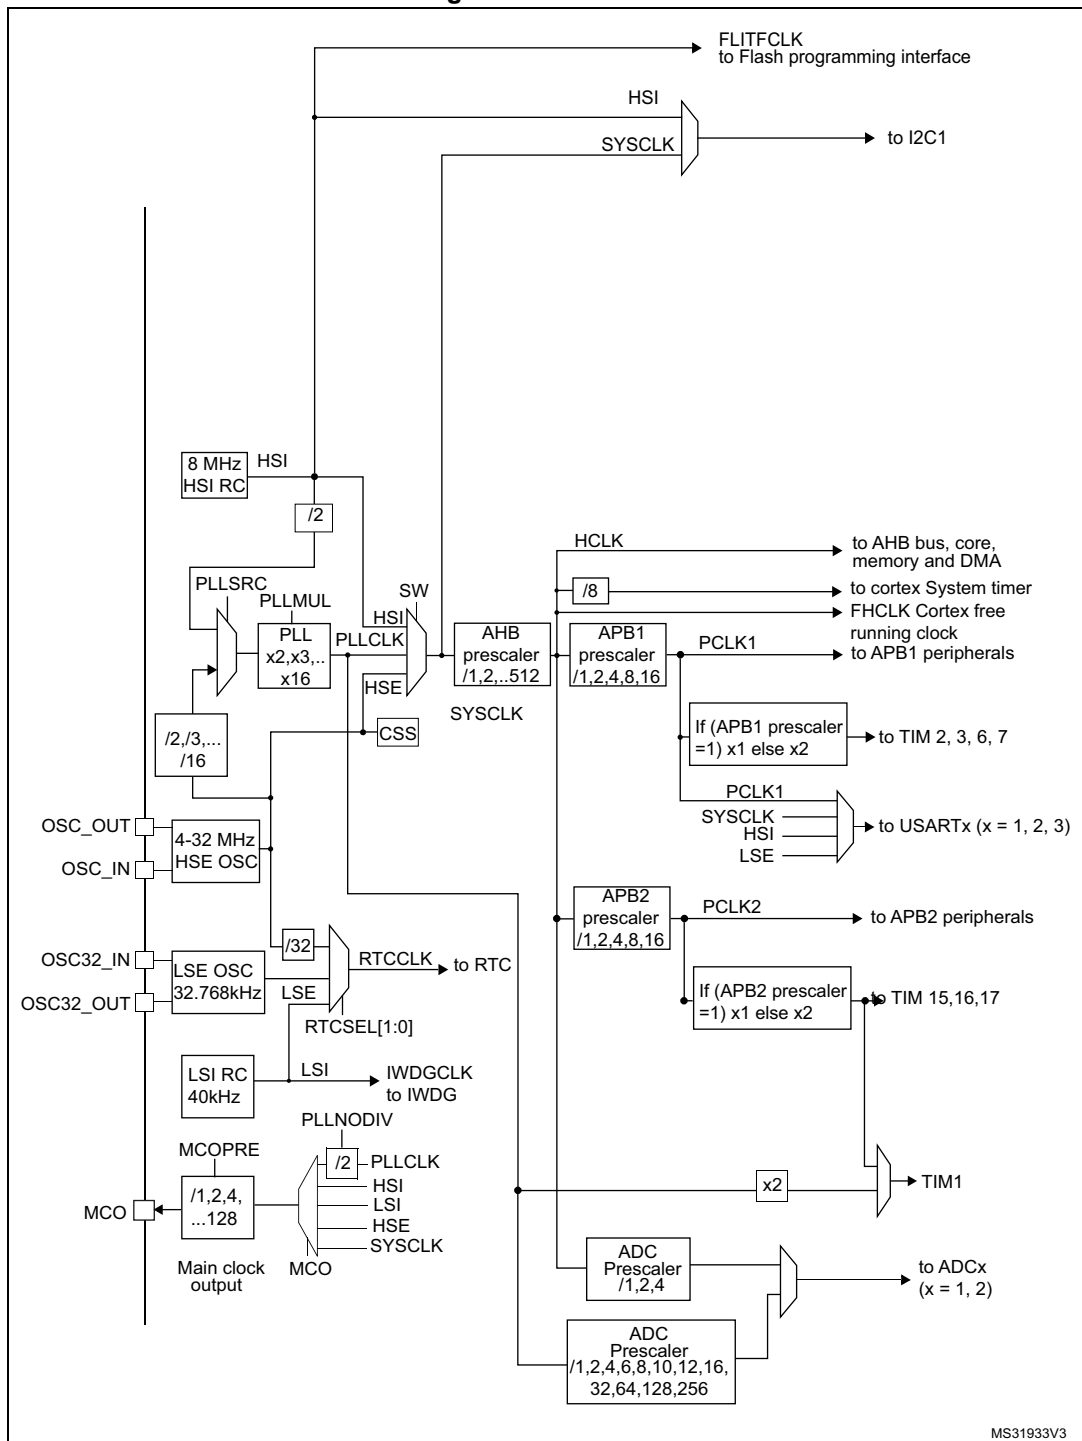 FLITFCLK
to Flash programming interface
HSI
to I2C1
SYSCLK
8 MHz
HSI RC
HSI
/2
HCLK
to AHB bus, core,
memory and DMA
/8
to cortex System timer
FHCLK Cortex free
running clock
PLLSRC
PLLMUL
PLL
x2,x3,..
x16
SW
HSI
PLLCLK
HSE
AHB
prescaler
/1,2,..512
APB1
prescaler
/1,2,4,8,16
PCLK1
to APB1 peripherals
SYSCLK
CSS
/2,/3,...
/16
If (APB1 prescaler
=1) x1 else x2
to TIM 2, 3, 6, 7
PCLK1
SYSCLK
HSI
LSE
to USARTx (x = 1, 2, 3)
OSC_OUT
OSC_IN
4-32 MHz
HSE OSC
APB2
prescaler
/1,2,4,8,16
PCLK2
to APB2 peripherals
/32
RTCCLK
to RTC
OSC32_IN
OSC32_OUT
LSE OSC
32.768kHz
LSE
RTCSEL[1:0]
If (APB2 prescaler
=1) x1 else x2
to TIM 15,16,17
LSI RC
40kHz
LSI
IWDGCLK
to IWDG
PLLNODIV
MCOPRE
/2
PLLCLK
HSI
LSI
HSE
SYSCLK
MCO
/1,2,4,
...128
Main clock
output
MCO
x2
TIM1
ADC
Prescaler
/1,2,4
to ADCx
(x = 1, 2)
ADC
Prescaler
/1,2,4,6,8,10,12,16,
32,64,128,256
MS31933V3